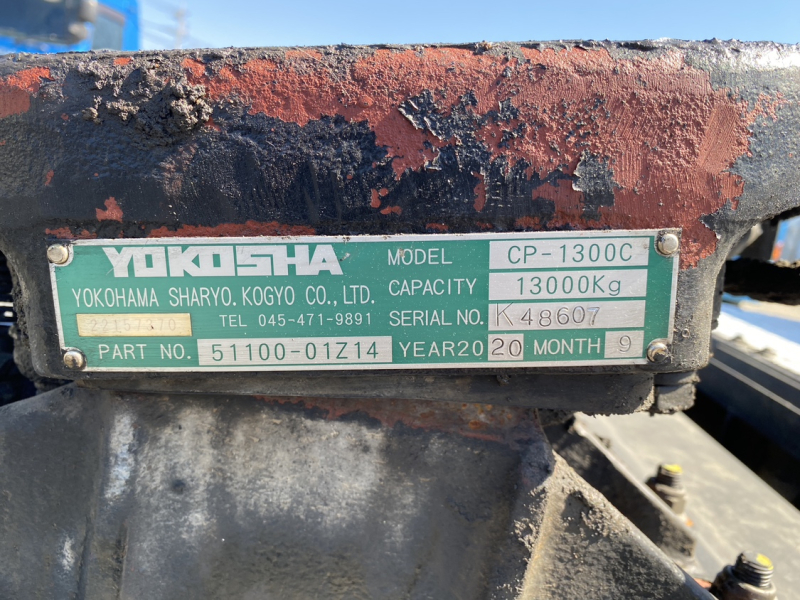 YOKOSHA MODEL CP-1300C
YOKOHAMA SHARYO.KOGYO CO.,LTD. CAPACITY 13000Kg
TEL 045-471-9891 SERIAL NO. K48607
PART NO. 51100-01Z14 YEAR20 20 MONTH 9